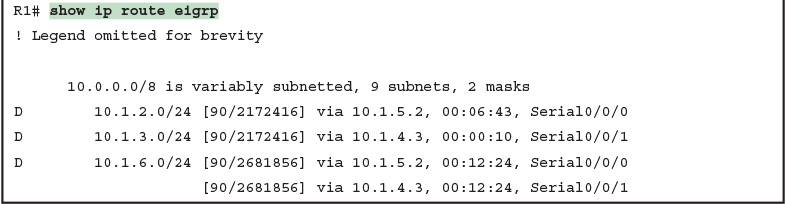 R1# show ip route eigrp
! Legend omitted for brevity
10.0.0.0/8 is variably subnetted, 9 subnets, 2 masks
D 10.1.2.0/24 [90/2172416] via 10.1.5.2, 00:06:43, Serial0/0/0
D 10.1.3.0/24 [90/2172416] via 10.1.4.3, 00:00:10, Serial0/0/1
D 10.1.6.0/24 [90/2681856] via 10.1.5.2, 00:12:24, Serial0/0/0
[90/2681856] via 10.1.4.3, 00:12:24, Serial0/0/1